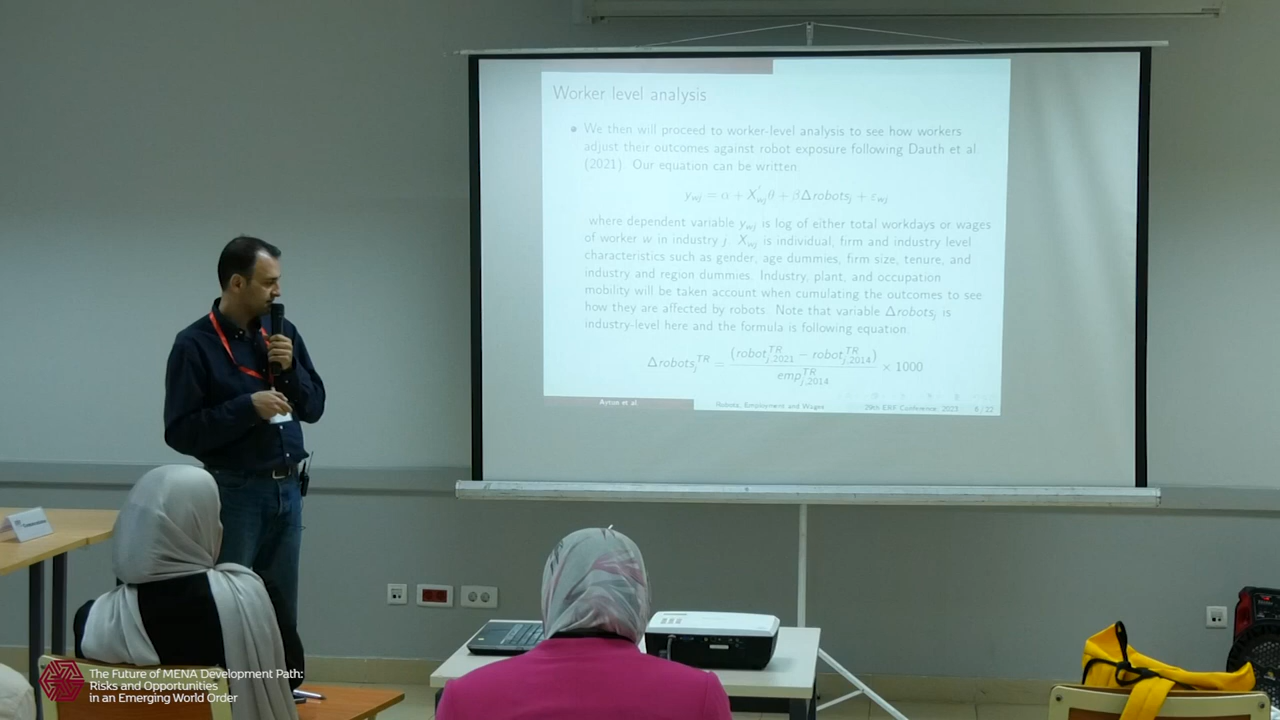 Worker level analysis
• We then will proceed to worker-level analysis to see how workers
adjust their outcomes against robot exposure following Dauth et al
(2021). Our equation can be written
y_wj = α + X′_wj θ + βΔrobots_j + ε_wj
where dependent variable y_wj is log of either total workdays or wages
of worker w in industry j. X_wj is individual, firm and industry level
characteristics such as gender, age dummies, firm size, tenure, and
industry and region dummies. Industry, plant, and occupation
mobility will be taken account when cumulating the outcomes to see
how they are affected by robots. Note that variable Δrobots_j is
industry-level here and the formula is following equation
Δrobots_j^TR = (robot_j,2021^TR − robot_j,2014^TR) / emp_j,2014^TR × 1000
Robots, Employment and Wages
29th ERF Conference, 2023
The Future of MENA Development Path:
Risks and Opportunities
in an Emerging World Order